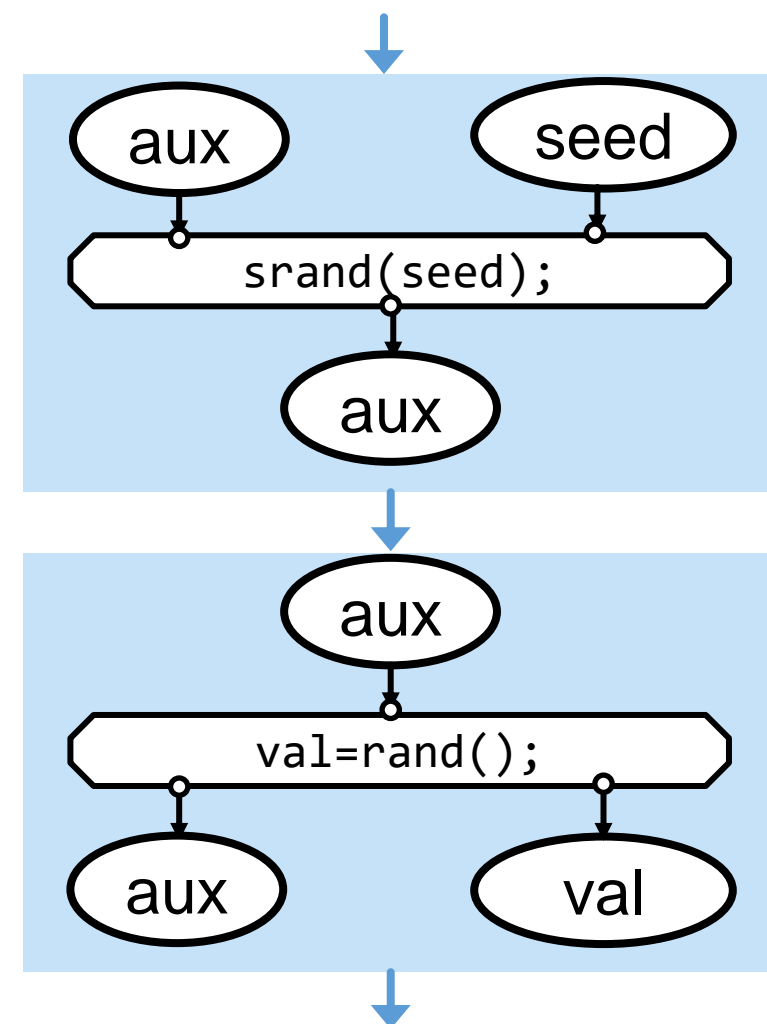 aux
seed
srand(seed);
aux
aux
val=rand();
aux
val